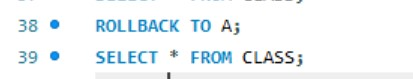 38 ROLLBACK TO A;
39 SELECT * FROM CLASS;